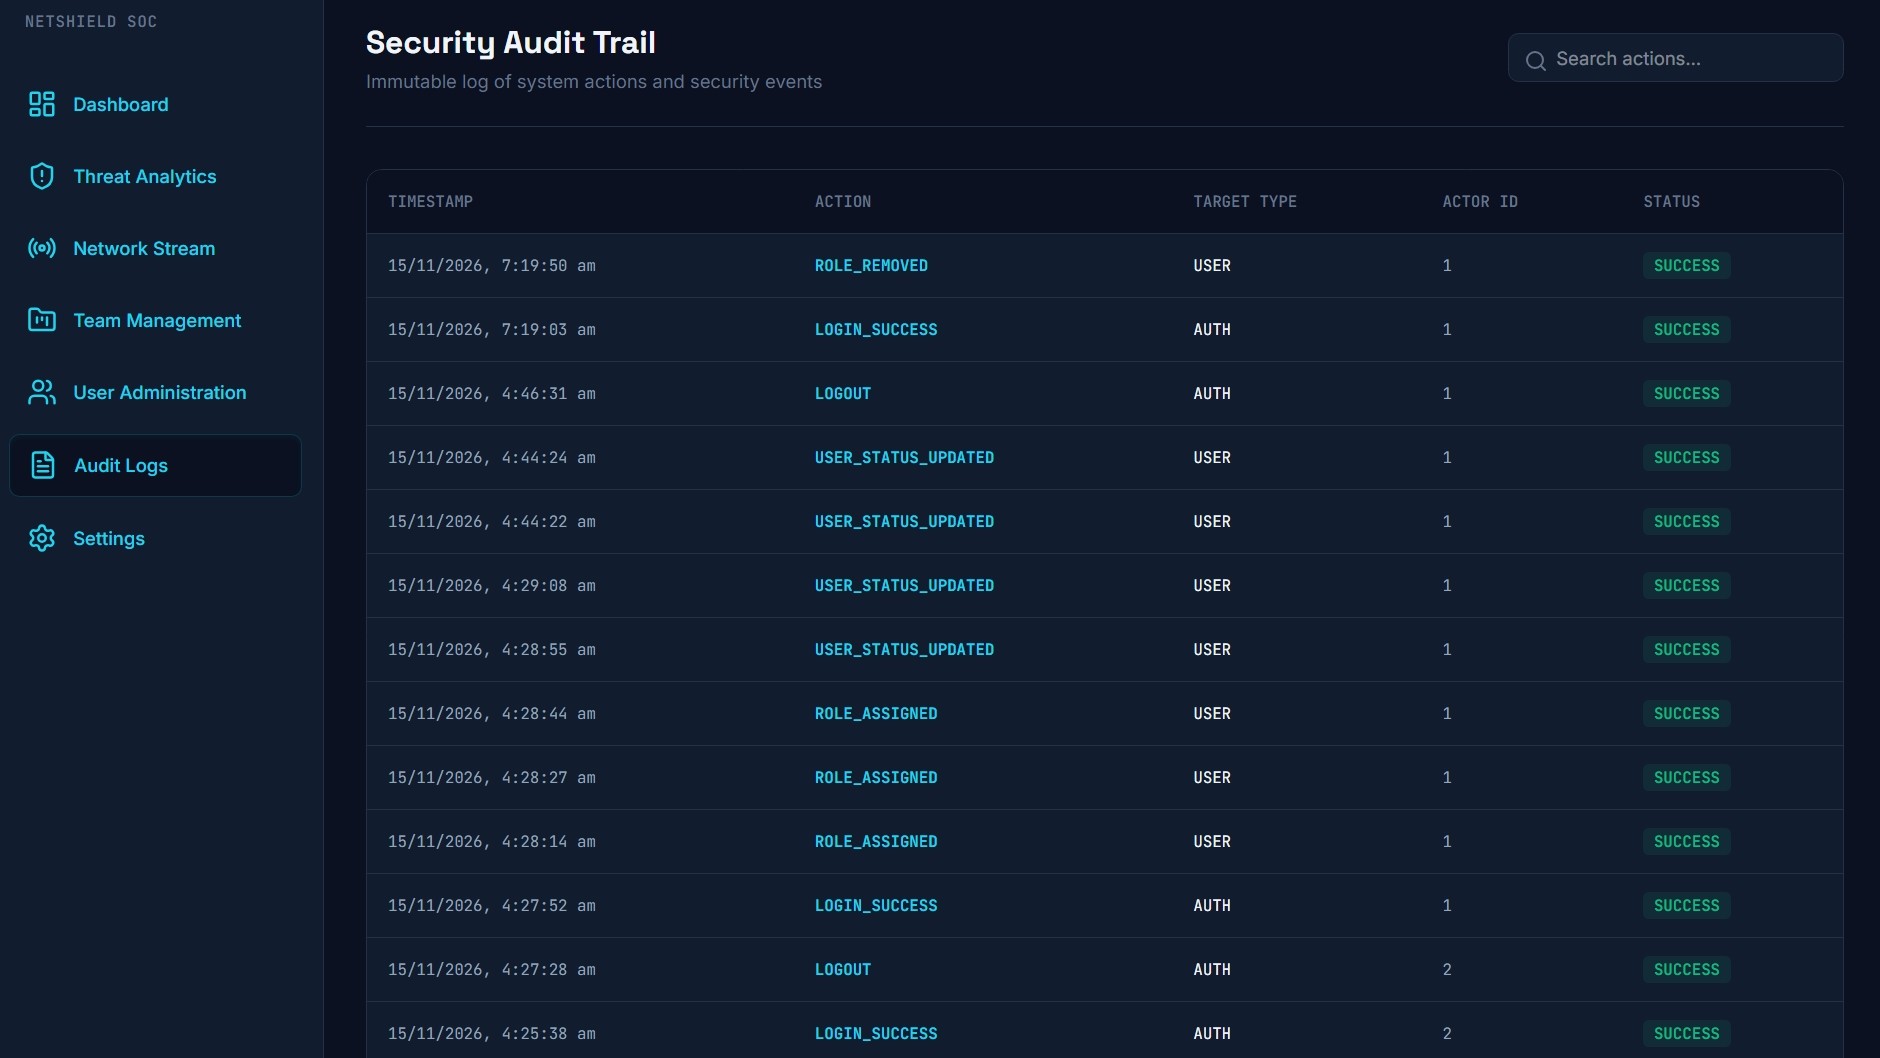 NETSHIELD SOC
Dashboard
Threat Analytics
Network Stream
Team Management
User Administration
Audit Logs
Settings
Security Audit Trail
Immutable log of system actions and security events
Search actions...
TIMESTAMP ACTION TARGET TYPE ACTOR ID STATUS
15/11/2026, 7:19:50 am ROLE_REMOVED USER 1 SUCCESS
15/11/2026, 7:19:03 am LOGIN_SUCCESS AUTH 1 SUCCESS
15/11/2026, 4:46:31 am LOGOUT AUTH 1 SUCCESS
15/11/2026, 4:44:24 am USER_STATUS_UPDATED USER 1 SUCCESS
15/11/2026, 4:44:22 am USER_STATUS_UPDATED USER 1 SUCCESS
15/11/2026, 4:29:08 am USER_STATUS_UPDATED USER 1 SUCCESS
15/11/2026, 4:28:55 am USER_STATUS_UPDATED USER 1 SUCCESS
15/11/2026, 4:28:44 am ROLE_ASSIGNED USER 1 SUCCESS
15/11/2026, 4:28:27 am ROLE_ASSIGNED USER 1 SUCCESS
15/11/2026, 4:28:14 am ROLE_ASSIGNED USER 1 SUCCESS
15/11/2026, 4:27:52 am LOGIN_SUCCESS AUTH 1 SUCCESS
15/11/2026, 4:27:28 am LOGOUT AUTH 2 SUCCESS
15/11/2026, 4:25:38 am LOGIN_SUCCESS AUTH 2 SUCCESS